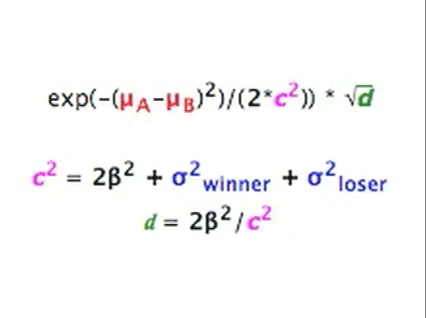 exp(-(μA-μB)²)/(2*c²)) * √d
c² = 2β² + σ²winner + σ²loser
d = 2β²/c²